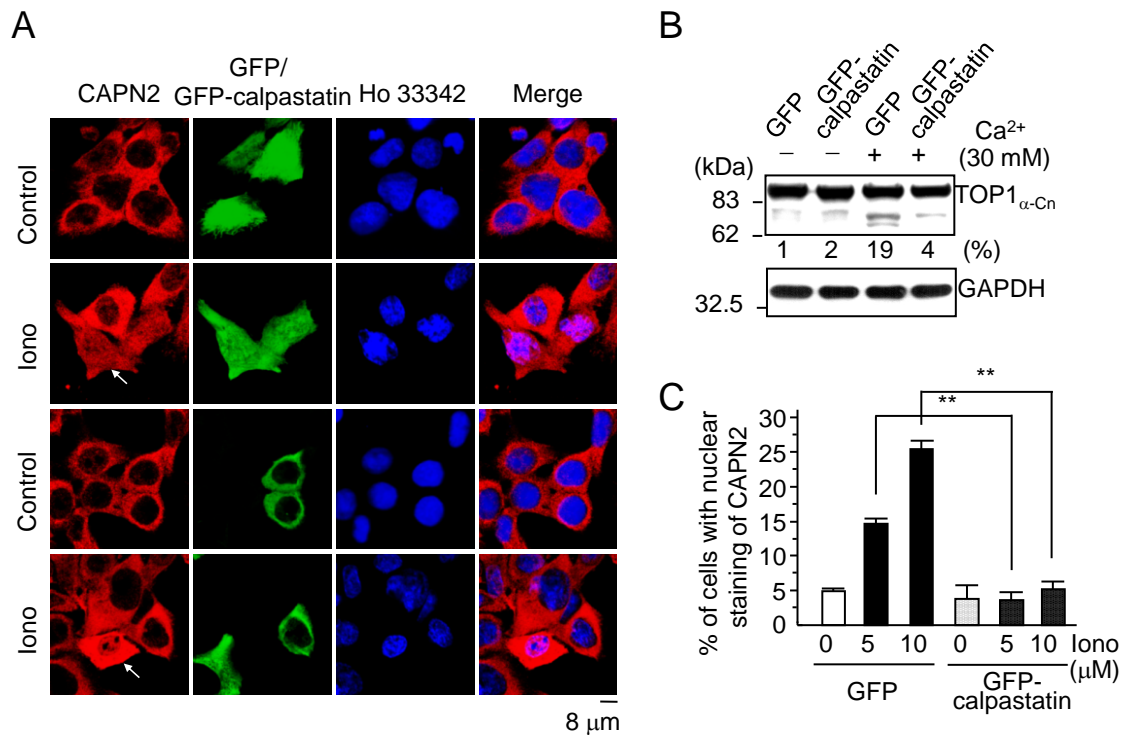 A
CAPN2
GFP/
GFP-calpastatin
Ho 33342
Merge
Control
Iono
Control
Iono
8 μm
B
GFP
GFP-
calpastatin
GFP
GFP-
calpastatin
– – + +
Ca2+
(30 mM)
(kDa)
83
62
TOP1α-Cn
1 2 19 4 (%)
32.5
GAPDH
C
% of cells with nuclear
staining of CAPN2
30
25
20
15
10
5
0
**
**
0 5 10 0 5 10 Iono
(μM)
GFP
GFP-
calpastatin